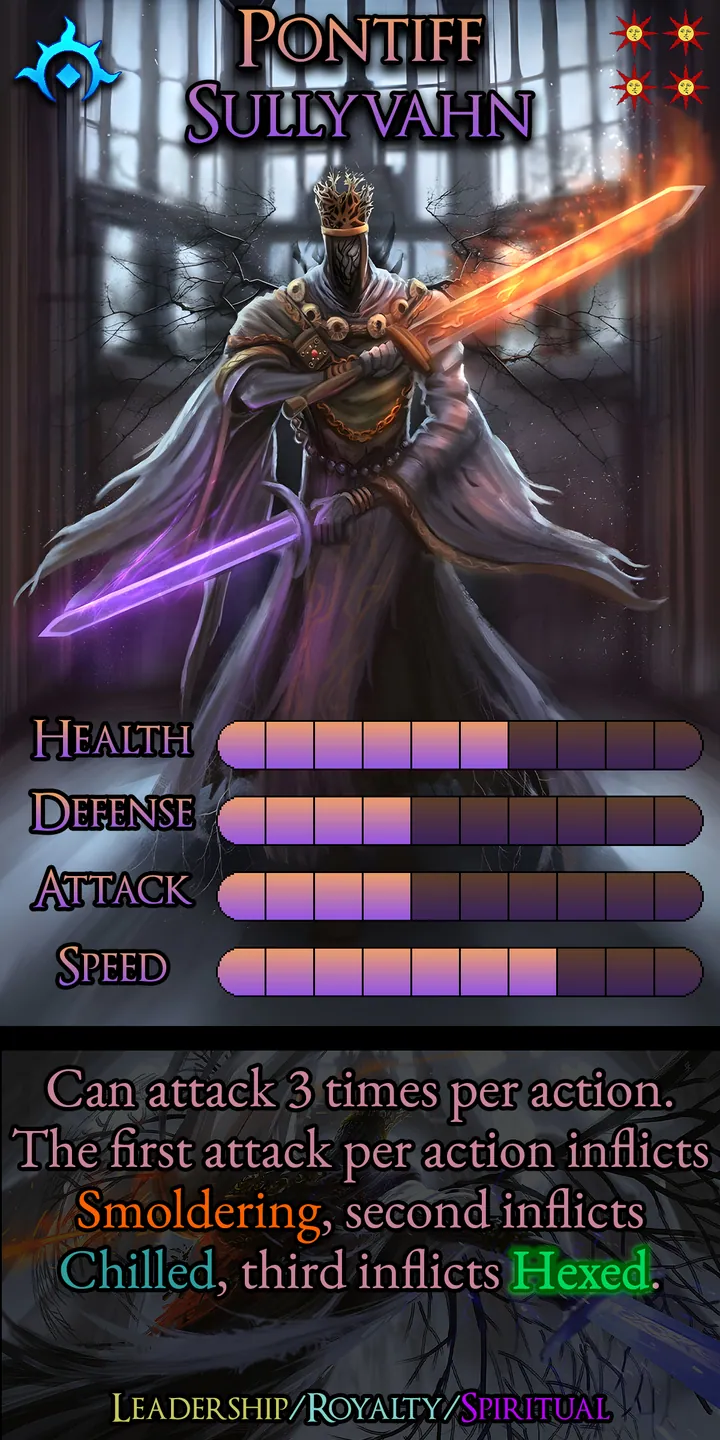 Pontiff
Sullyvahn
Health
Defense
Attack
Speed
Can attack 3 times per action.
The first attack per action inflicts
Smoldering, second inflicts
Chilled, third inflicts Hexed.
Leadership/Royalty/Spiritual